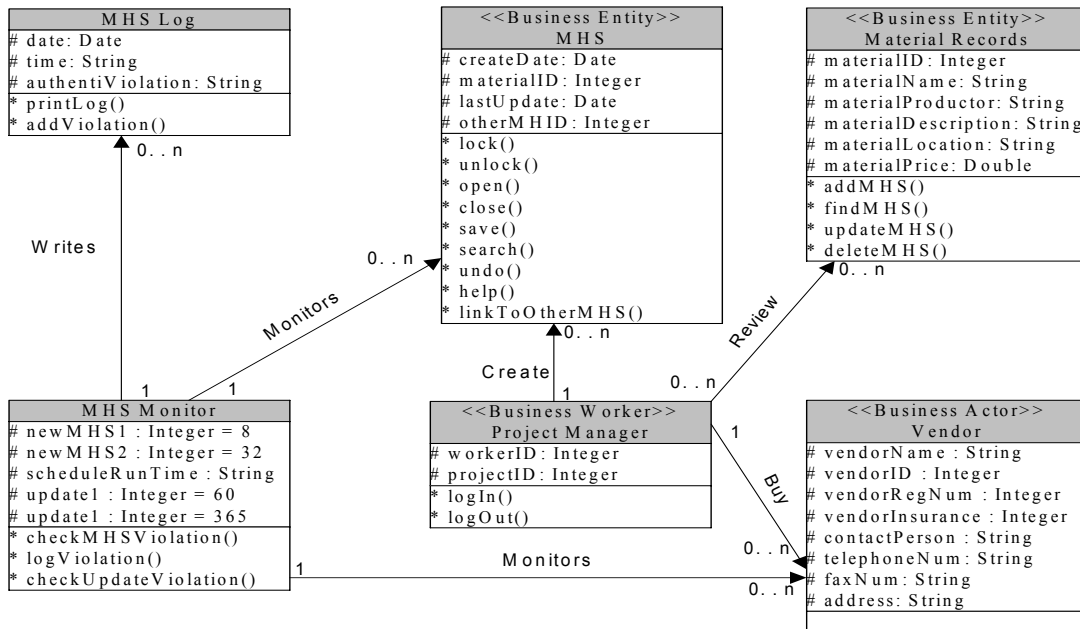 MHS Log
# date: Date
# time: String
# authentiViolation: String
* printLog()
* addViolation()
0..n
Writes
1
<<Business Entity>>
MHS
# createDate: Date
# materialID: Integer
# lastUpdate: Date
# otherMHID: Integer
* lock()
* unlock()
* open()
* close()
* save()
* search()
* undo()
* help()
* linkToOtherMHS()
0..n
Monitors
0..n
1
Create
1
<<Business Entity>>
Material Records
# materialID: Integer
# materialName: String
# materialProductor: String
# materialDescription: String
# materialLocation: String
# materialPrice: Double
* addMHS()
* findMHS()
* updateMHS()
* deleteMHS()
0..n
Review
0..n
MHS Monitor
# newMHS1 : Integer = 8
# newMHS2 : Integer = 32
# scheduleRunTime : String
# update1 : Integer = 60
# update1 : Integer = 365
* checkMHSViolation()
* logViolation()
* checkUpdateViolation()
1
Monitors
0..n
<<Business Worker>>
Project Manager
# workerID: Integer
# projectID: Integer
* logIn()
* logOut()
1
Buy
0..n
<<Business Actor>>
Vendor
# vendorName : String
# vendorID : Integer
# vendorRegNum : Integer
# vendorInsurance : Integer
# contactPerson : String
# telephoneNum : String
# faxNum: String
# address: String